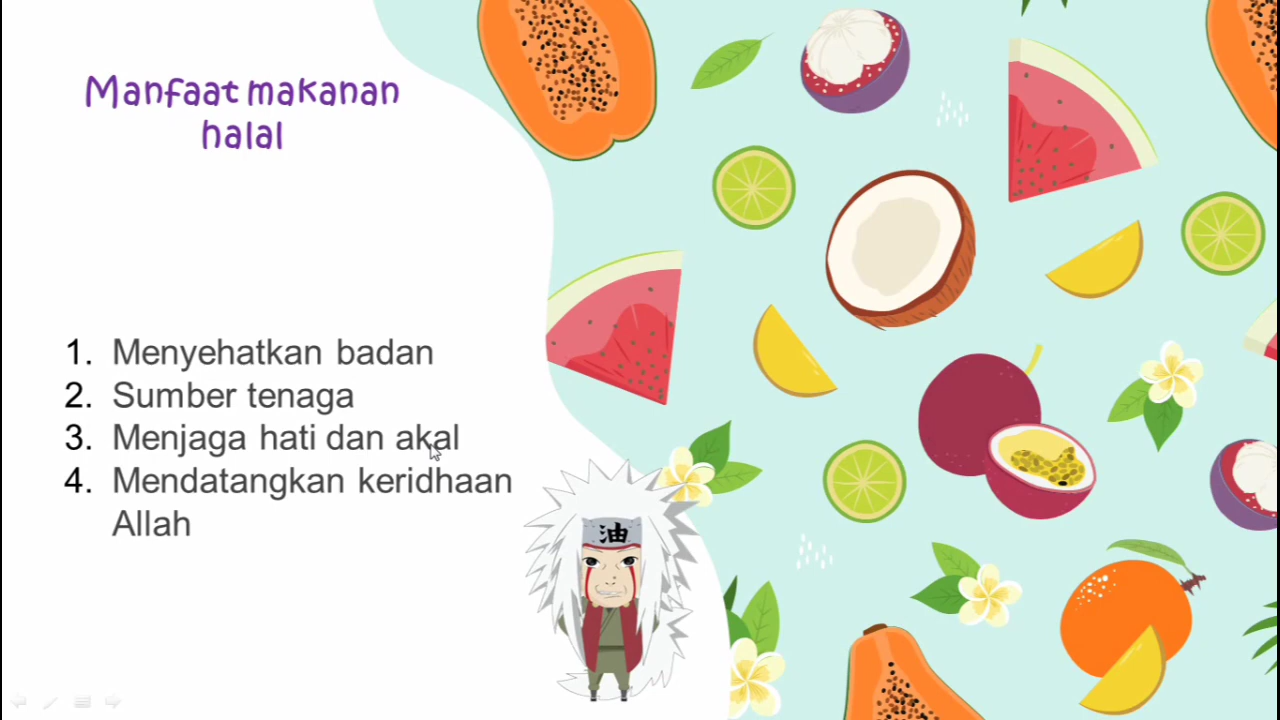 Manfaat makanan
halal
1. Menyehatkan badan
2. Sumber tenaga
3. Menjaga hati dan akal
4. Mendatangkan keridhaan
Allah
油